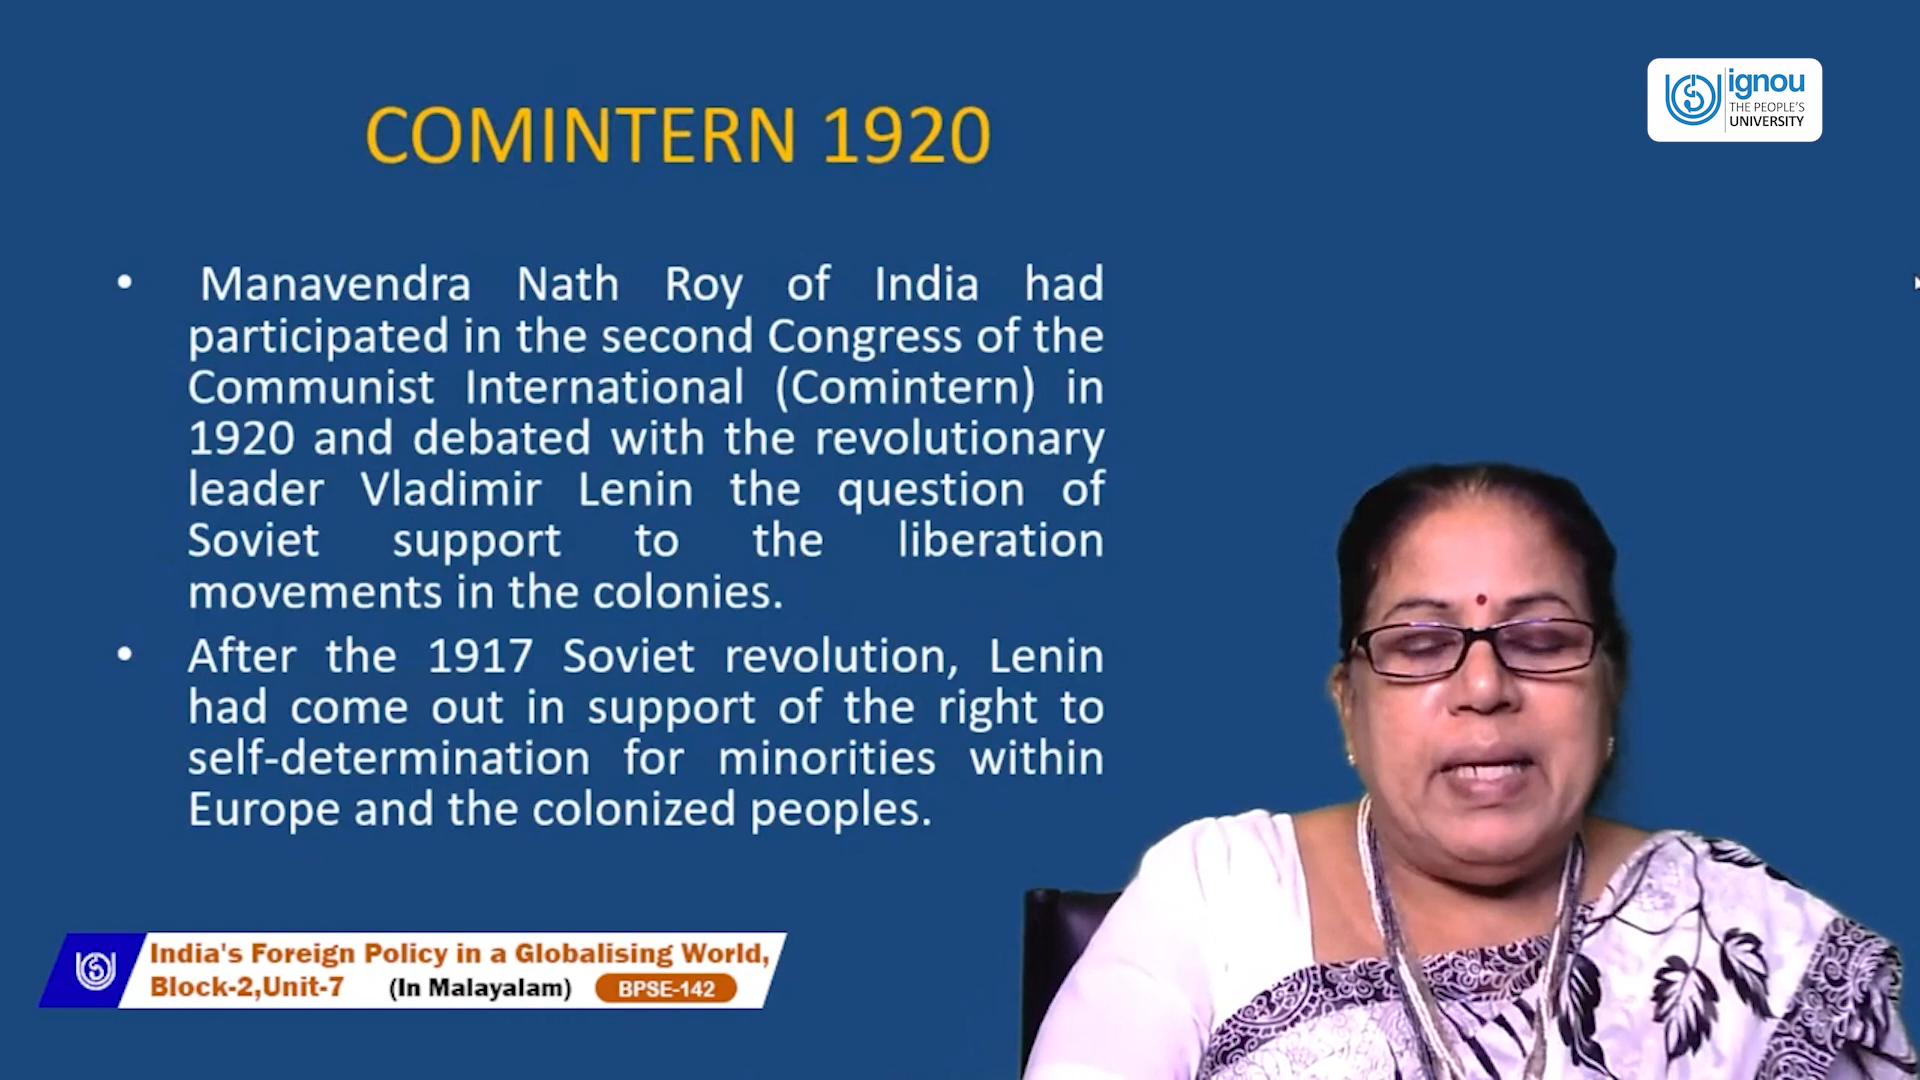 ignou
THE PEOPLE'S
UNIVERSITY
COMINTERN 1920
• Manavendra Nath Roy of India had
participated in the second Congress of the
Communist International (Comintern) in
1920 and debated with the revolutionary
leader Vladimir Lenin the question of
Soviet support to the liberation
movements in the colonies.
• After the 1917 Soviet revolution, Lenin
had come out in support of the right to
self-determination for minorities within
Europe and the colonized peoples.
India's Foreign Policy in a Globalising World,
Block-2,Unit-7 (In Malayalam) BPSE-142